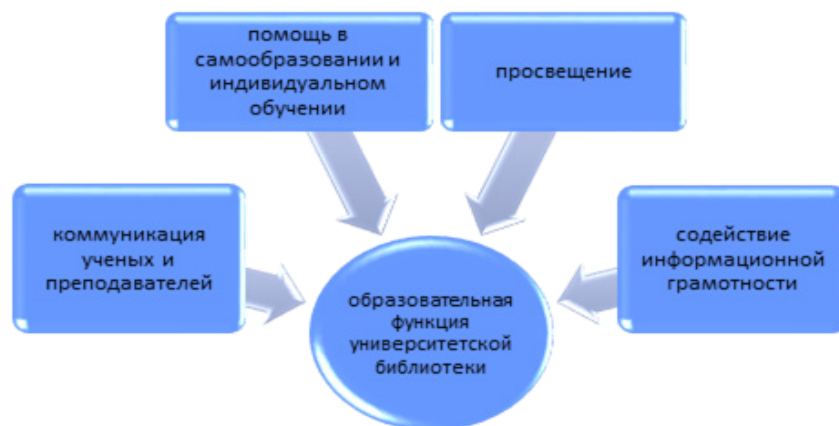 помощь в
самообразовании и
индивидуальном
обучении
просвещение
коммуникация
ученых и
преподавателей
содействие
информационной
грамотности
образовательная
функция
университетской
библиотеки